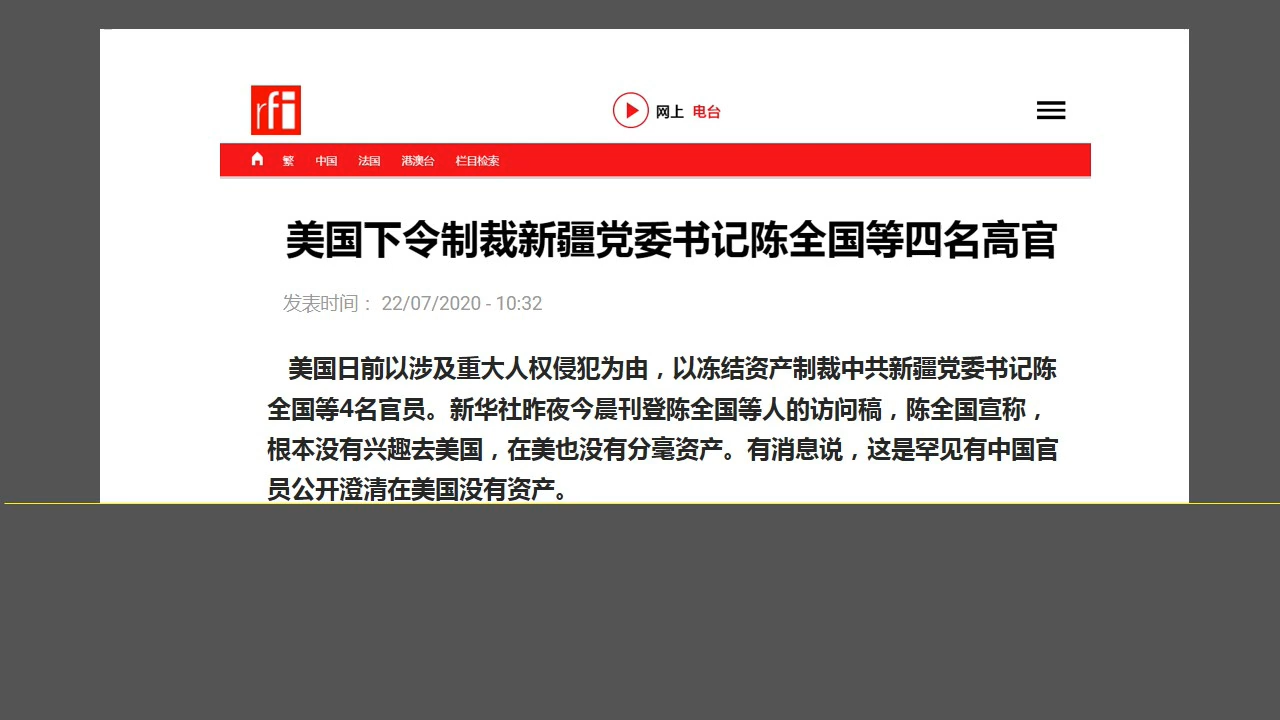 rfi
网上 电台
繁 中国 法国 港澳台 栏目检索
美国下令制裁新疆党委书记陈全国等四名高官
发表时间： 22/07/2020 - 10:32
美国日前以涉及重大人权侵犯为由，以冻结资产制裁中共新疆党委书记陈
全国等4名官员。新华社昨夜今晨刊登陈全国等人的访问稿，陈全国宣称，
根本没有兴趣去美国，在美也没有分毫资产。有消息说，这是罕见有中国官
员公开澄清在美国没有资产。